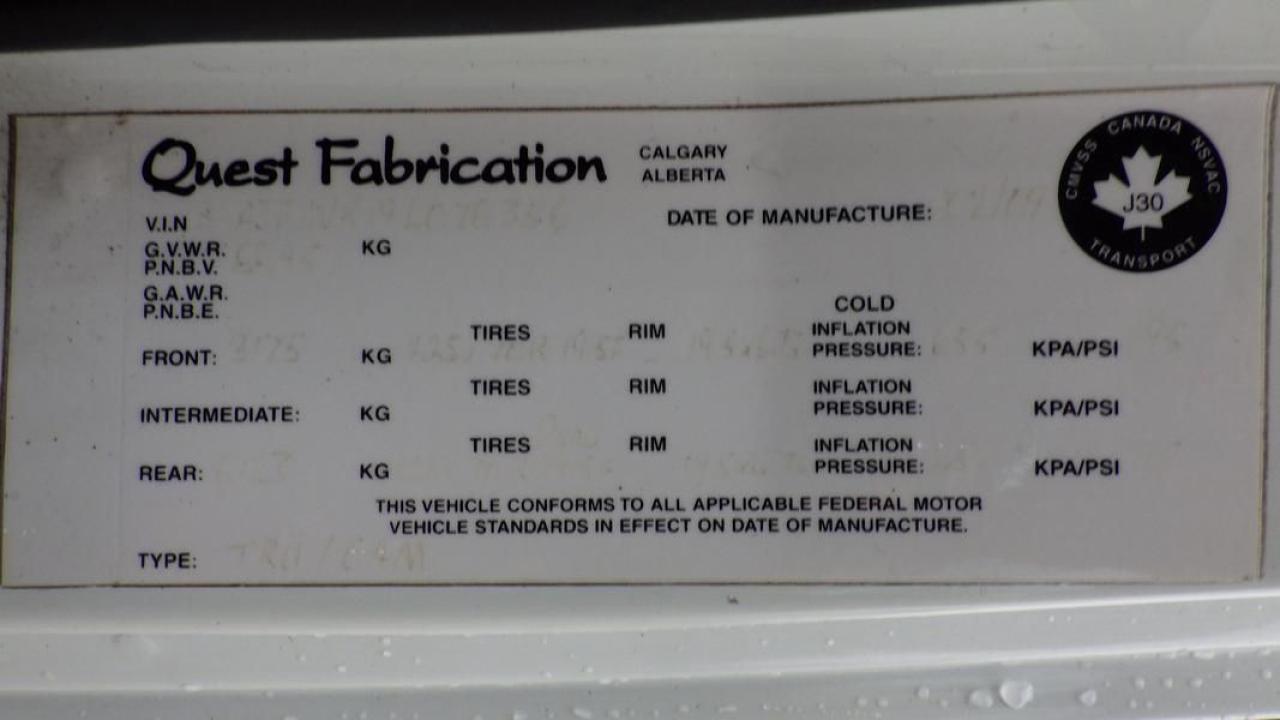 Quest Fabrication CALGARY ALBERTA
CANADA
CMVSS
NSVAC
J30
TRANSPORT
V.I.N
DATE OF MANUFACTURE:
G.V.W.R. KG
P.N.B.V.
G.A.W.R.
P.N.B.E.
COLD
TIRES RIM INFLATION
FRONT: 3175 KG PRESSURE: KPA/PSI
TIRES RIM INFLATION
INTERMEDIATE: KG PRESSURE: KPA/PSI
TIRES RIM INFLATION
REAR: KG PRESSURE: KPA/PSI
THIS VEHICLE CONFORMS TO ALL APPLICABLE FEDERAL MOTOR
VEHICLE STANDARDS IN EFFECT ON DATE OF MANUFACTURE.
TYPE: